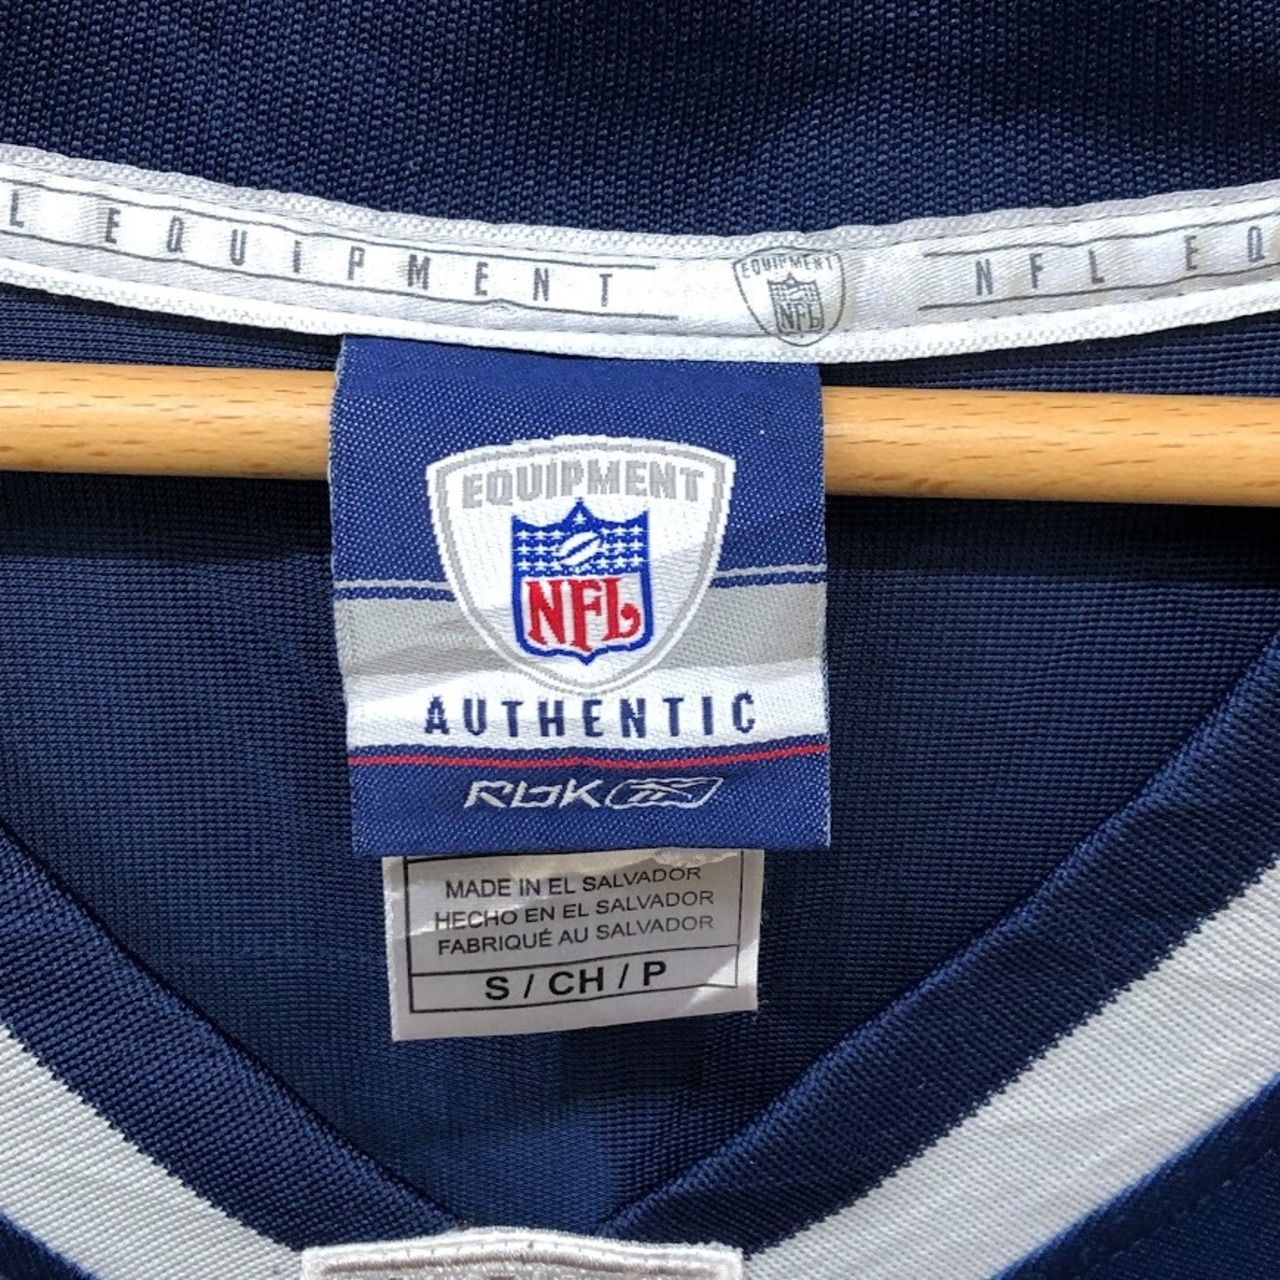 L EQUIPMENT
EQUIPMENT
NFL
NFL EQ
EQUIPMENT
NFL
AUTHENTIC
RbK
MADE IN EL SALVADOR
HECHO EN EL SALVADOR
FABRIQUÉ AU SALVADOR
S / CH / P